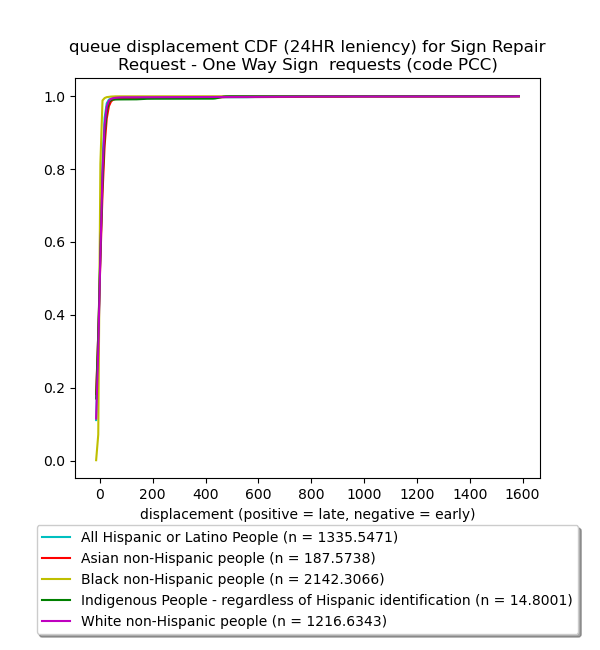 queue displacement CDF (24HR leniency) for Sign Repair
Request - One Way Sign  requests (code PCC)
1.0
0.8
0.6
0.4
0.2
0.0
0 200 400 600 800 1000 1200 1400 1600
displacement (positive = late, negative = early)
All Hispanic or Latino People (n = 1335.5471)
Asian non-Hispanic people (n = 187.5738)
Black non-Hispanic people (n = 2142.3066)
Indigenous People - regardless of Hispanic identification (n = 14.8001)
White non-Hispanic people (n = 1216.6343)